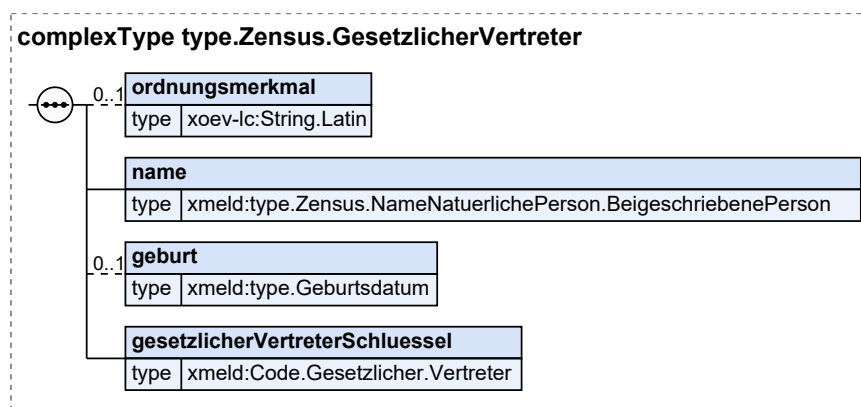 complexType type.Zensus.GesetzlicherVertreter
0..1
ordnungsmerkmal
type xoev-lc:String.Latin
name
type xmeld:type.Zensus.NameNatuerlichePerson.BeigeschriebenePerson
0..1
geburt
type xmeld:type.Geburtsdatum
gesetzlicherVertreterSchluessel
type xmeld:Code.Gesetzlicher.Vertreter